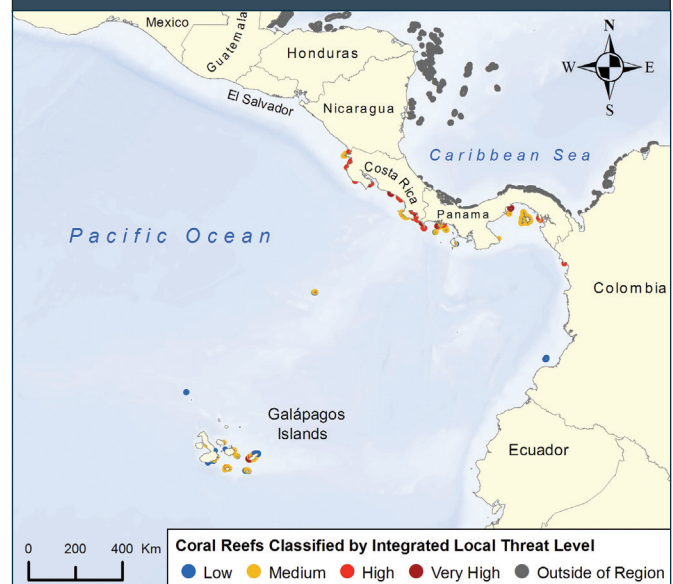 Mexico
Guatemala
Honduras
N
W E
S
El Salvador
Nicaragua
Caribbean Sea
Costa Rica
Panama
Pacific Ocean
Colombia
Galápagos
Islands
Ecuador
0 200 400 Km
Coral Reefs Classified by Integrated Local Threat Level
Low Medium High Very High Outside of Region